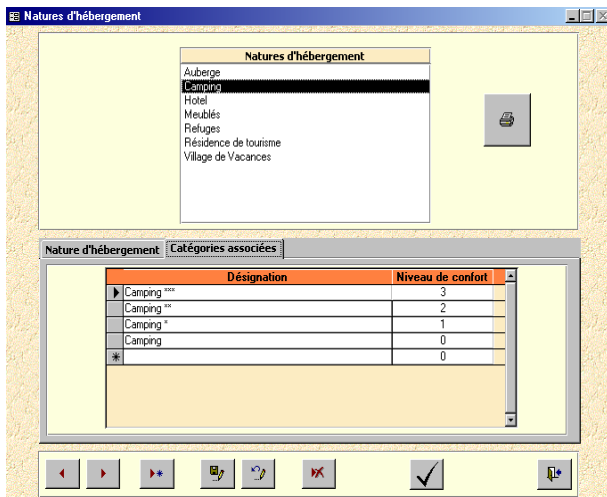 Natures d'hébergement
Natures d'hébergement
Auberge
Camping
Hotel
Meublés
Refuges
Résidence de tourisme
Village de Vacances
Nature d'hébergement Catégories associées
Désignation Niveau de confort
Camping *** 3
Camping ** 2
Camping * 1
Camping 0
* 0